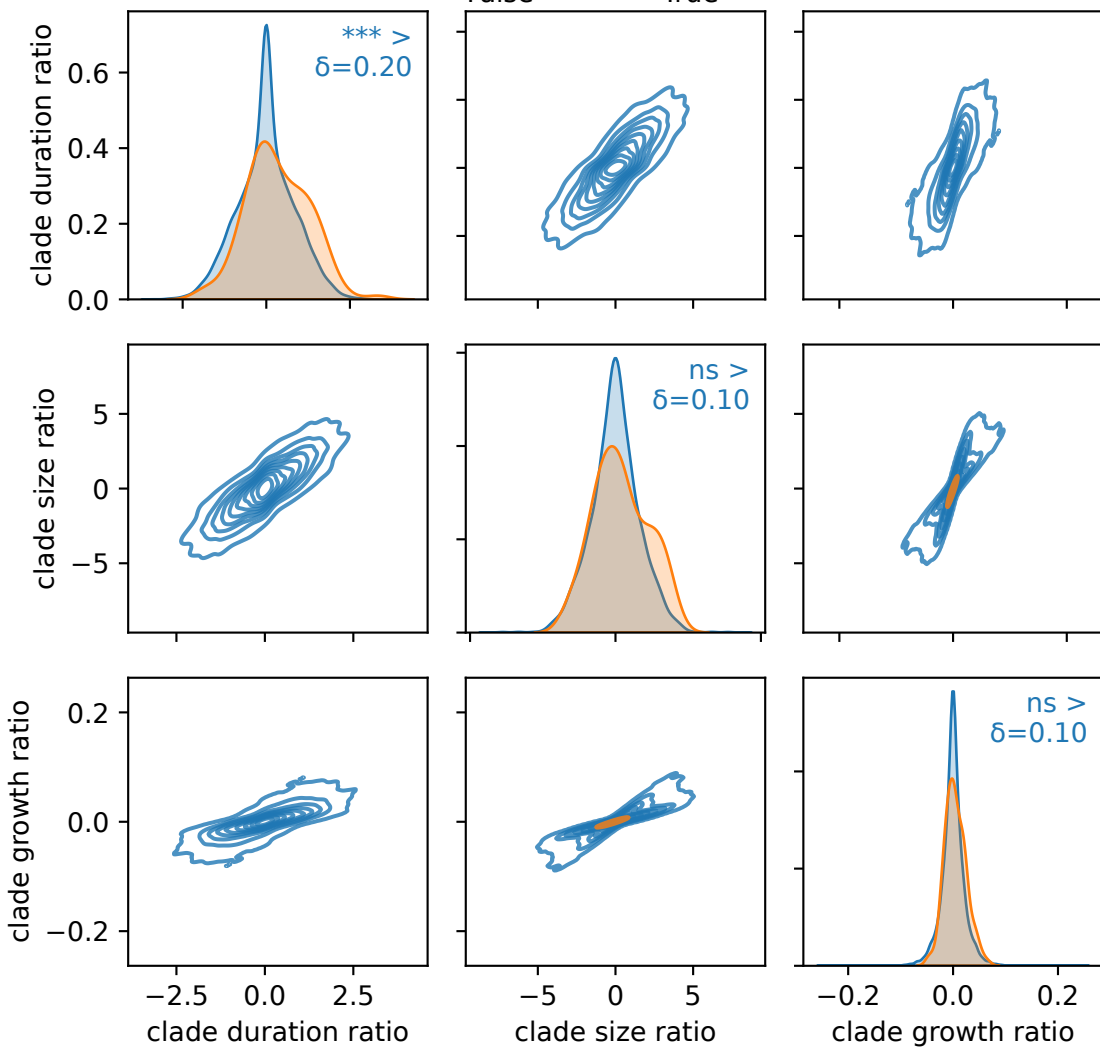 clade duration ratio
0.6
0.4
0.2
0.0
*** >
δ=0.20
clade size ratio
5
0
−5
ns >
δ=0.10
clade growth ratio
0.2
0.0
−0.2
ns >
δ=0.10
−2.5 0.0 2.5
−5 0 5
−0.2 0.0 0.2
clade duration ratio
clade size ratio
clade growth ratio